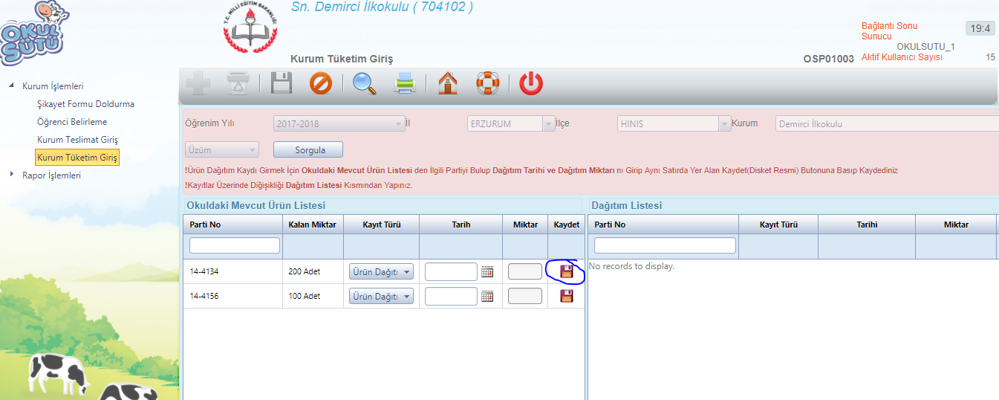 OKUL
SÜTÜ
T.C. MİLLİ EĞİTİM BAKANLIĞI
Sn. Demirci İlkokulu ( 704102 )
Bağlantı Sonu
19:4
Sunucu
OKULSUTU_1
Kurum Tüketim Giriş
OSP01003
Aktif Kullanıcı Sayısı
15
Kurum İşlemleri
Şikayet Formu Doldurma
Öğrenci Belirleme
Kurum Teslimat Giriş
Kurum Tüketim Giriş
Rapor İşlemleri
Öğrenim Yılı 2017-2018 İl ERZURUM İlçe HINIS Kurum Demirci İlkokulu
Üzüm Sorgula
!Ürün Dağıtım Kaydı Girmek İçin Okuldaki Mevcut Ürün Listesi den İlgili Partiyi Bulup Dağıtım Tarihi ve Dağıtım Miktarı nı Girip Aynı Satırda Yer Alan Kaydet(Disket Resmi) Butonuna Basıp Kaydediniz
!Kayıtlar Üzerinde Diğişikliği Dağıtım Listesi Kısmından Yapınız.
Okuldaki Mevcut Ürün Listesi
Parti No Kalan Miktar Kayıt Türü Tarih Miktar Kaydet
14-4134 200 Adet Ürün Dağıtı
14-4156 100 Adet Ürün Dağıtı
Dağıtım Listesi
Parti No Kayıt Türü Tarihi Miktar
No records to display.